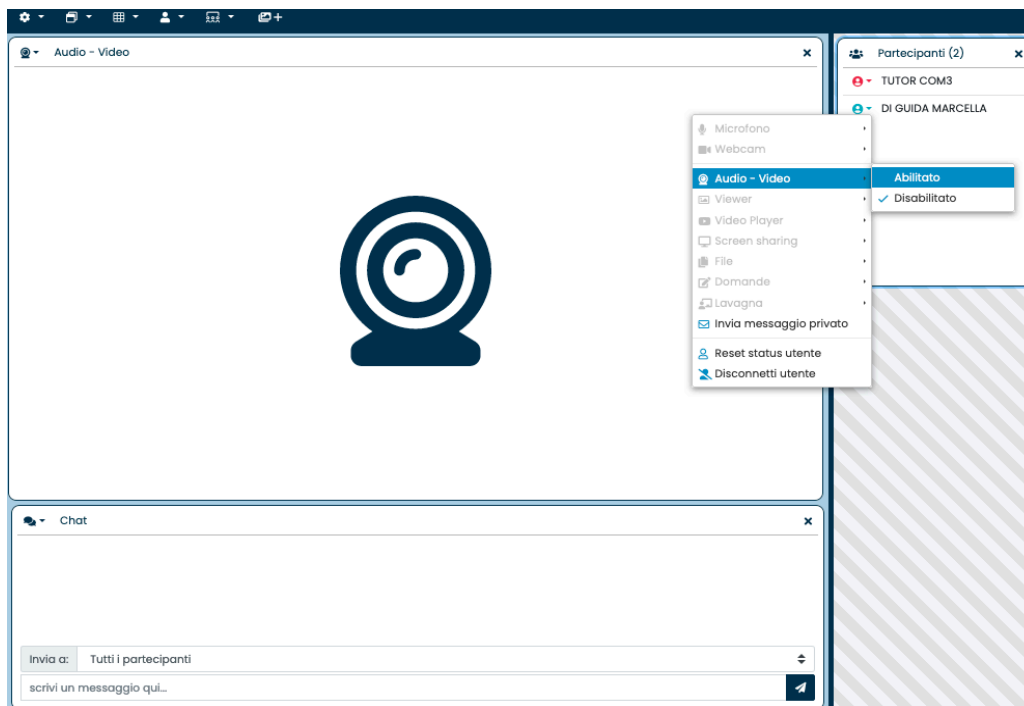 Audio - Video
Partecipanti (2)
TUTOR COM3
DI GUIDA MARCELLA
Microfono
Webcam
Audio - Video
Viewer
Video Player
Screen sharing
File
Domande
Lavagna
Invia messaggio privato
Reset status utente
Disconnetti utente
Abilitato
Disabilitato
Chat
Invia a: Tutti i partecipanti
scrivi un messaggio qui...